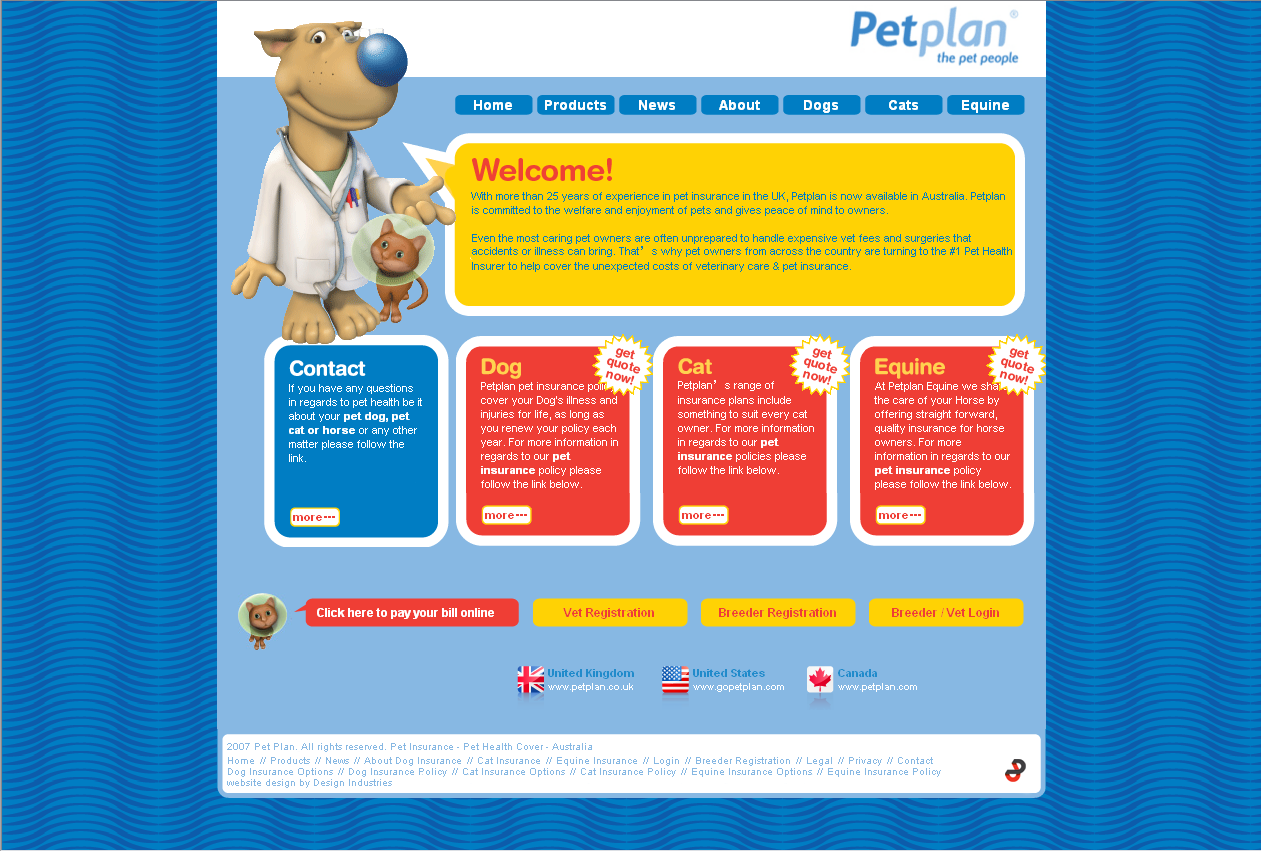 Petplan®
the pet people
Home
Products
News
About
Dogs
Cats
Equine
Welcome!
With more than 25 years of experience in pet insurance in the UK, Petplan is now available in Australia. Petplan
is committed to the welfare and enjoyment of pets and gives peace of mind to owners.
Even the most caring pet owners are often unprepared to handle expensive vet fees and surgeries that
accidents or illness can bring. That’s why pet owners from across the country are turning to the #1 Pet Health
Insurer to help cover the unexpected costs of veterinary care & pet insurance.
Contact
If you have any questions
in regards to pet health be it
about your pet dog, pet
cat or horse or any other
matter please follow the
link.
more---
Dog
get
quote
now!
Petplan pet insurance
cover your Dog's illness and
injuries for life, as long as
you renew your policy each
year. For more information in
regards to our pet
insurance policy please
follow the link below.
more---
Cat
get
quote
now!
Petplan’s range of
insurance plans include
something to suit every cat
owner. For more information
in regards to our pet
insurance policies please
follow the link below.
more---
Equine
get
quote
now!
At Petplan Equine we
the care of your Horse by
offering straight forward,
quality insurance for horse
owners. For more
information in regards to our
pet insurance policy
please follow the link below.
more---
Click here to pay your bill online
Vet Registration
Breeder Registration
Breeder / Vet Login
United Kingdom
www.petplan.co.uk
United States
www.gopetplan.com
Canada
www.petplan.com
2007 Pet Plan. All rights reserved. Pet Insurance - Pet Health Cover - Australia
Home // Products // News // About Dog Insurance // Cat Insurance // Equine Insurance // Login // Breeder Registration // Legal // Privacy // Contact
Dog Insurance Options // Dog Insurance Policy // Cat Insurance Options // Cat Insurance Policy // Equine Insurance Options // Equine Insurance Policy
website design by Design Industries